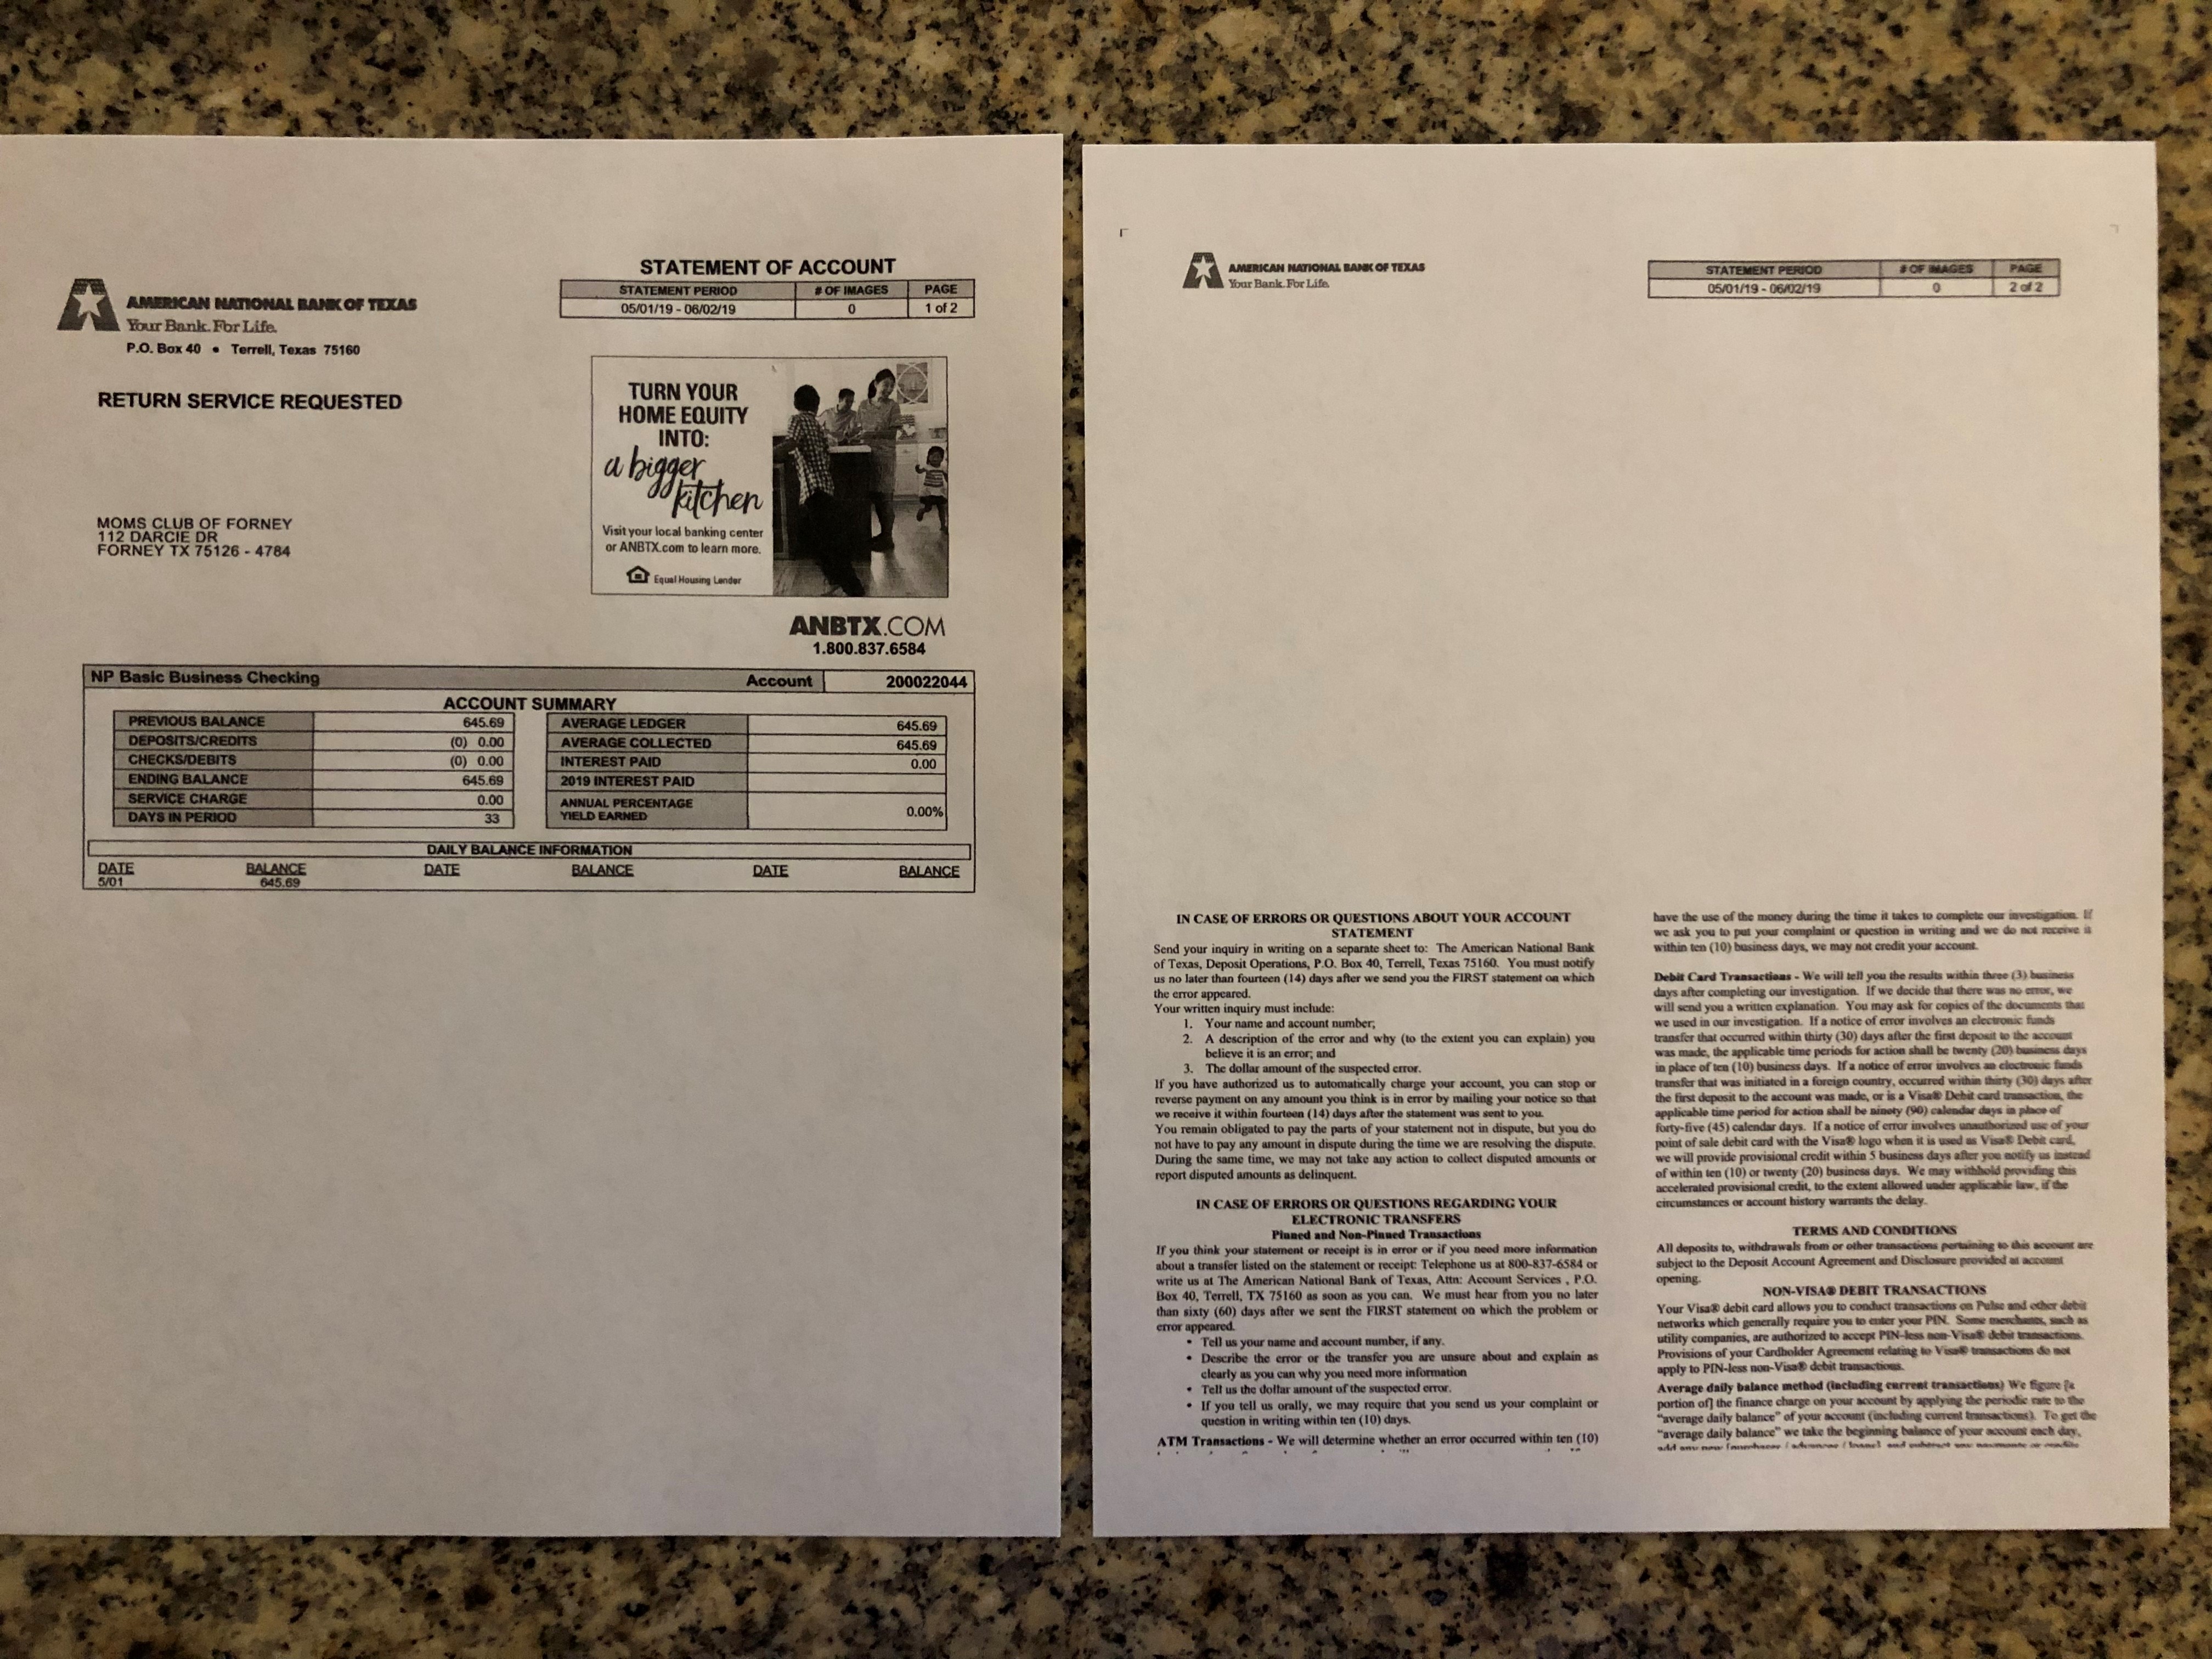 STATEMENT OF ACCOUNT
AMERICAN NATIONAL BANK OF TEXAS
Your Bank. For Life.
P.O. Box 40 • Terrell, Texas 75160
STATEMENT PERIOD # OF IMAGES PAGE
05/01/19 - 06/02/19 0 1 of 2
RETURN SERVICE REQUESTED
TURN YOUR
HOME EQUITY
INTO:
a bigger
kitchen
Visit your local banking center
or ANBTX.com to learn more.
Equal Housing Lender
MOMS CLUB OF FORNEY
112 DARCIE DR
FORNEY TX 75126 - 4784
ANBTX.COM
1.800.837.6584
NP Basic Business Checking Account 200022044
ACCOUNT SUMMARY
PREVIOUS BALANCE 645.69
DEPOSITS/CREDITS (0) 0.00
CHECKS/DEBITS (0) 0.00
ENDING BALANCE 645.69
SERVICE CHARGE 0.00
DAYS IN PERIOD 33
AVERAGE LEDGER 645.69
AVERAGE COLLECTED 645.69
INTEREST PAID 0.00
2019 INTEREST PAID
ANNUAL PERCENTAGE
YIELD EARNED 0.00%
DAILY BALANCE INFORMATION
DATE BALANCE DATE BALANCE DATE BALANCE
5/01 645.69
AMERICAN NATIONAL BANK OF TEXAS
Your Bank. For Life.
STATEMENT PERIOD # OF IMAGES PAGE
05/01/19 - 06/02/19 0 2 of 2
IN CASE OF ERRORS OR QUESTIONS ABOUT YOUR ACCOUNT
STATEMENT
Send your inquiry in writing on a separate sheet to: The American National Bank
of Texas, Deposit Operations, P.O. Box 40, Terrell, Texas 75160. You must notify
us no later than fourteen (14) days after we send you the FIRST statement on which
the error appeared.
Your written inquiry must include:
1. Your name and account number;
2. A description of the error and why (to the extent you can explain) you
believe it is an error; and
3. The dollar amount of the suspected error.
If you have authorized us to automatically charge your account, you can stop or
reverse payment on any amount you think is in error by mailing your notice so that
we receive it within fourteen (14) days after the statement was sent to you.
You remain obligated to pay the parts of your statement not in dispute, but you do
not have to pay any amount in dispute during the time we are resolving the dispute.
During the same time, we may not take any action to collect disputed amounts or
report disputed amounts as delinquent.
IN CASE OF ERRORS OR QUESTIONS REGARDING YOUR
ELECTRONIC TRANSFERS
Pinned and Non-Pinned Transactions
If you think your statement or receipt is in error or if you need more information
about a transfer listed on the statement or receipt: Telephone us at 800-837-6584 or
write us at The American National Bank of Texas, Attn: Account Services , P.O.
Box 40, Terrell, TX 75160 as soon as you can. We must hear from you no later
than sixty (60) days after we sent the FIRST statement on which the problem or
error appeared.
• Tell us your name and account number, if any.
• Describe the error or the transfer you are unsure about and explain as
clearly as you can why you need more information
• Tell us the dollar amount of the suspected error.
• If you tell us orally, we may require that you send us your complaint or
question in writing within ten (10) days.
ATM Transactions - We will determine whether an error occurred within ten (10)
have the use of the money during the time it takes to complete our investigation. If
we ask you to put your complaint or question in writing and we do not receive it
within ten (10) business days, we may not credit your account.
Debit Card Transactions - We will tell you the results within three (3) business
days after completing our investigation. If we decide that there was no error, we
will send you a written explanation. You may ask for copies of the documents that
we used in our investigation. If a notice of error involves an electronic funds
transfer that occurred within thirty (30) days after the first deposit to the account
was made, the applicable time periods for action shall be twenty (20) business days
in place of ten (10) business days. If a notice of error involves an electronic funds
transfer that was initiated in a foreign country, occurred within thirty (30) days after
the first deposit to the account was made, or is a Visa® Debit card transaction, the
applicable time period for action shall be ninety (90) calendar days in place of
forty-five (45) calendar days. If a notice of error involves unauthorized use of your
point of sale debit card with the Visa® logo when it is used as Visa® Debit card,
we will provide provisional credit within 5 business days after you notify us instead
of within ten (10) or twenty (20) business days. We may withhold providing this
accelerated provisional credit, to the extent allowed under applicable law, if the
circumstances or account history warrants the delay.
TERMS AND CONDITIONS
All deposits to, withdrawals from or other transactions pertaining to this account are
subject to the Deposit Account Agreement and Disclosure provided at account
opening.
NON-VISA® DEBIT TRANSACTIONS
Your Visa® debit card allows you to conduct transactions on Pulse and other debit
networks which generally require you to enter your PIN. Some merchants, such as
utility companies, are authorized to accept PIN-less non-Visa® debit transactions.
Provisions of your Cardholder Agreement relating to Visa® transactions do not
apply to PIN-less non-Visa® debit transactions.
Average daily balance method (including current transactions) We figure [a
portion of] the finance charge on your account by applying the periodic rate to the
"average daily balance" of your account (including current transactions). To get the
"average daily balance" we take the beginning balance of your account each day,